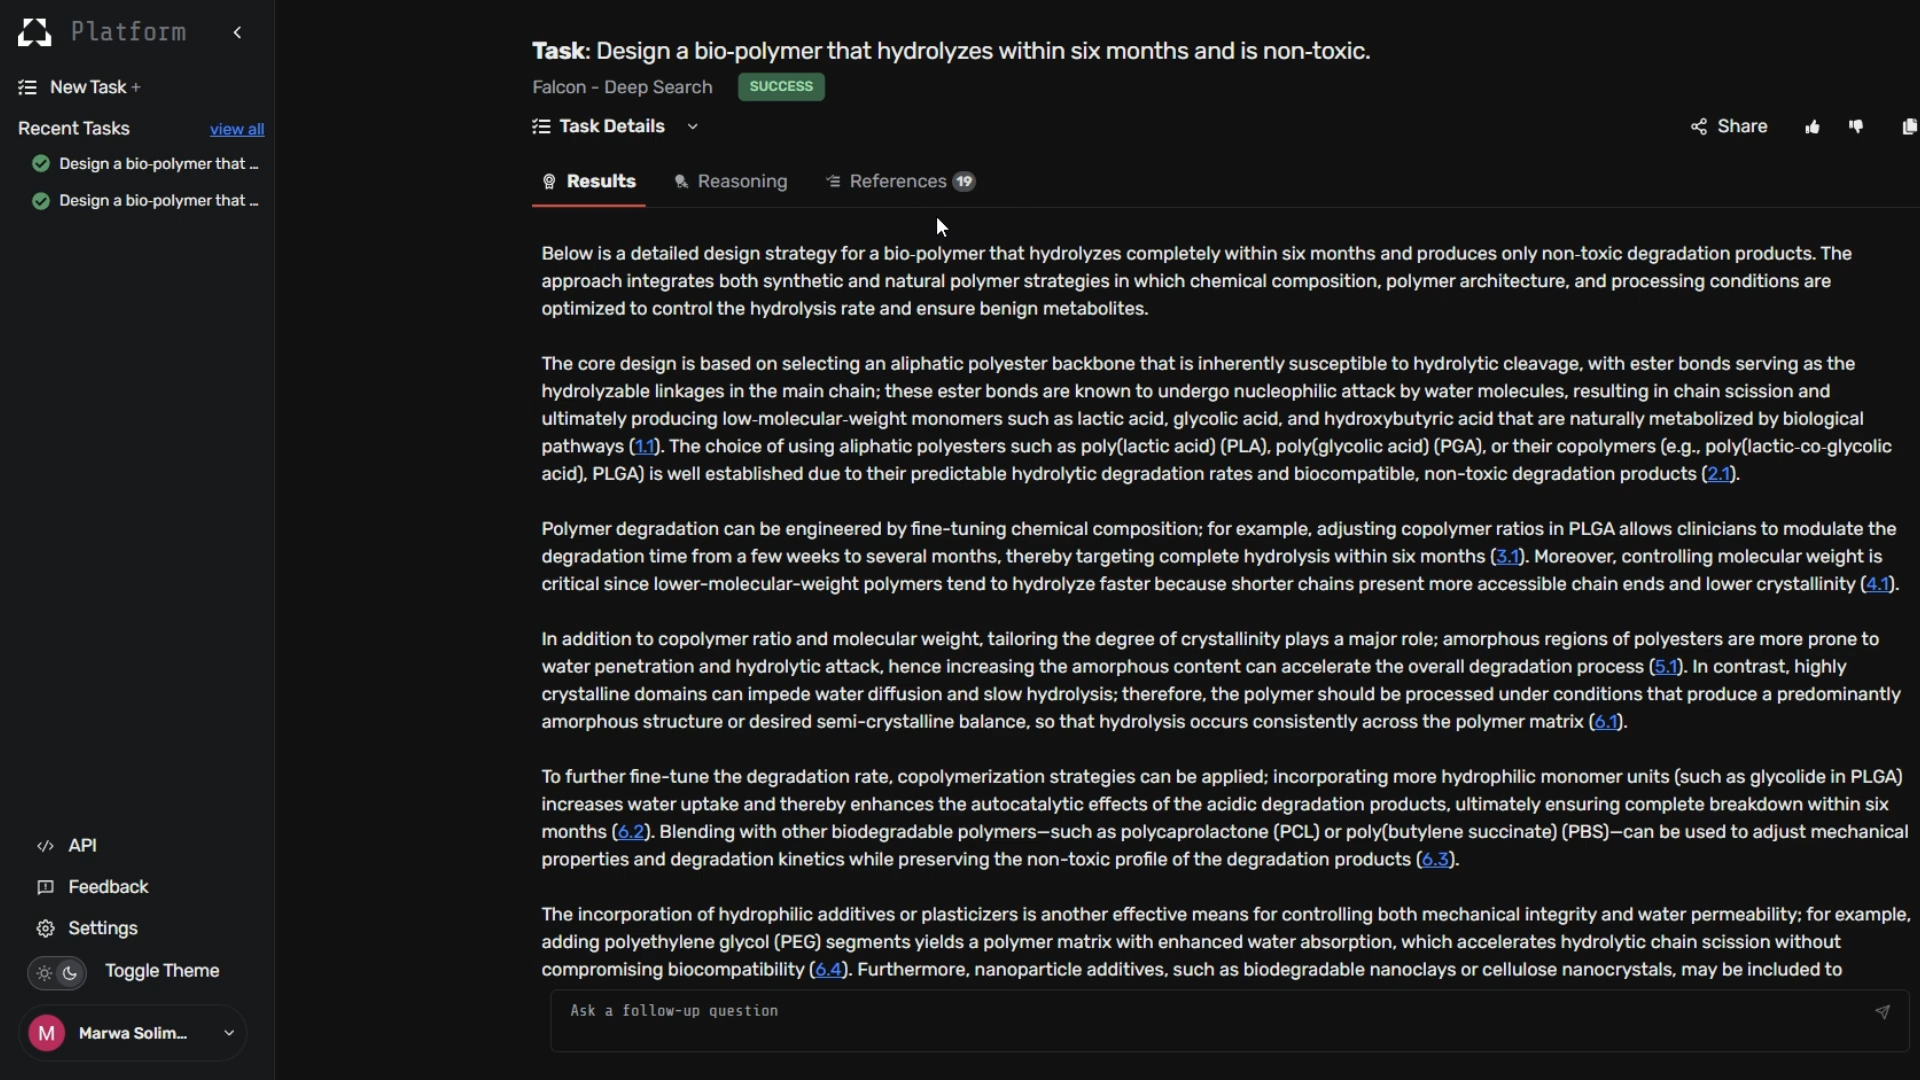 Platform
New Task +
Recent Tasks view all
Design a bio-polymer that ...
Design a bio-polymer that ...
API
Feedback
Settings
Toggle Theme
M Marwa Solim...
Task: Design a bio-polymer that hydrolyzes within six months and is non-toxic.
Falcon - Deep Search SUCCESS
Task Details
Share
Results Reasoning References 19
Below is a detailed design strategy for a bio-polymer that hydrolyzes completely within six months and produces only non-toxic degradation products. The
approach integrates both synthetic and natural polymer strategies in which chemical composition, polymer architecture, and processing conditions are
optimized to control the hydrolysis rate and ensure benign metabolites.
The core design is based on selecting an aliphatic polyester backbone that is inherently susceptible to hydrolytic cleavage, with ester bonds serving as the
hydrolyzable linkages in the main chain; these ester bonds are known to undergo nucleophilic attack by water molecules, resulting in chain scission and
ultimately producing low-molecular-weight monomers such as lactic acid, glycolic acid, and hydroxybutyric acid that are naturally metabolized by biological
pathways (1.1). The choice of using aliphatic polyesters such as poly(lactic acid) (PLA), poly(glycolic acid) (PGA), or their copolymers (e.g., poly(lactic-co-glycolic
acid), PLGA) is well established due to their predictable hydrolytic degradation rates and biocompatible, non-toxic degradation products (2.1).
Polymer degradation can be engineered by fine-tuning chemical composition; for example, adjusting copolymer ratios in PLGA allows clinicians to modulate the
degradation time from a few weeks to several months, thereby targeting complete hydrolysis within six months (3.1). Moreover, controlling molecular weight is
critical since lower-molecular-weight polymers tend to hydrolyze faster because shorter chains present more accessible chain ends and lower crystallinity (4.1).
In addition to copolymer ratio and molecular weight, tailoring the degree of crystallinity plays a major role; amorphous regions of polyesters are more prone to
water penetration and hydrolytic attack, hence increasing the amorphous content can accelerate the overall degradation process (5.1). In contrast, highly
crystalline domains can impede water diffusion and slow hydrolysis; therefore, the polymer should be processed under conditions that produce a predominantly
amorphous structure or desired semi-crystalline balance, so that hydrolysis occurs consistently across the polymer matrix (6.1).
To further fine-tune the degradation rate, copolymerization strategies can be applied; incorporating more hydrophilic monomer units (such as glycolide in PLGA)
increases water uptake and thereby enhances the autocatalytic effects of the acidic degradation products, ultimately ensuring complete breakdown within six
months (6.2). Blending with other biodegradable polymers—such as polycaprolactone (PCL) or poly(butylene succinate) (PBS)—can be used to adjust mechanical
properties and degradation kinetics while preserving the non-toxic profile of the degradation products (6.3).
The incorporation of hydrophilic additives or plasticizers is another effective means for controlling both mechanical integrity and water permeability; for example,
adding polyethylene glycol (PEG) segments yields a polymer matrix with enhanced water absorption, which accelerates hydrolytic chain scission without
compromising biocompatibility (6.4). Furthermore, nanoparticle additives, such as biodegradable nanoclays or cellulose nanocrystals, may be included to
Ask a follow-up question